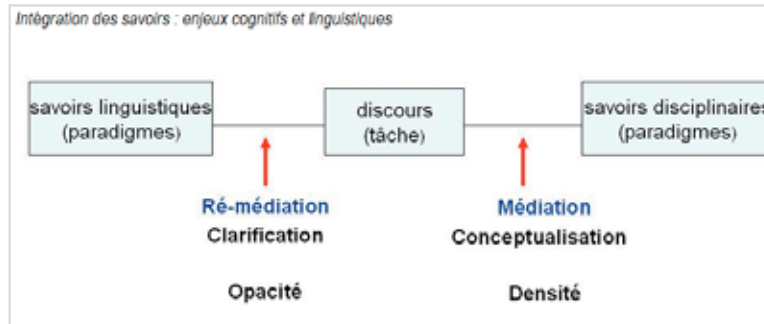 Intégration des savoirs : enjeux cognitifs et linguistiques
savoirs linguistiques
(paradigmes)
discours
(tâche)
savoirs disciplinaires
(paradigmes)
Ré-médiation
Clarification
Opacité
Médiation
Conceptualisation
Densité